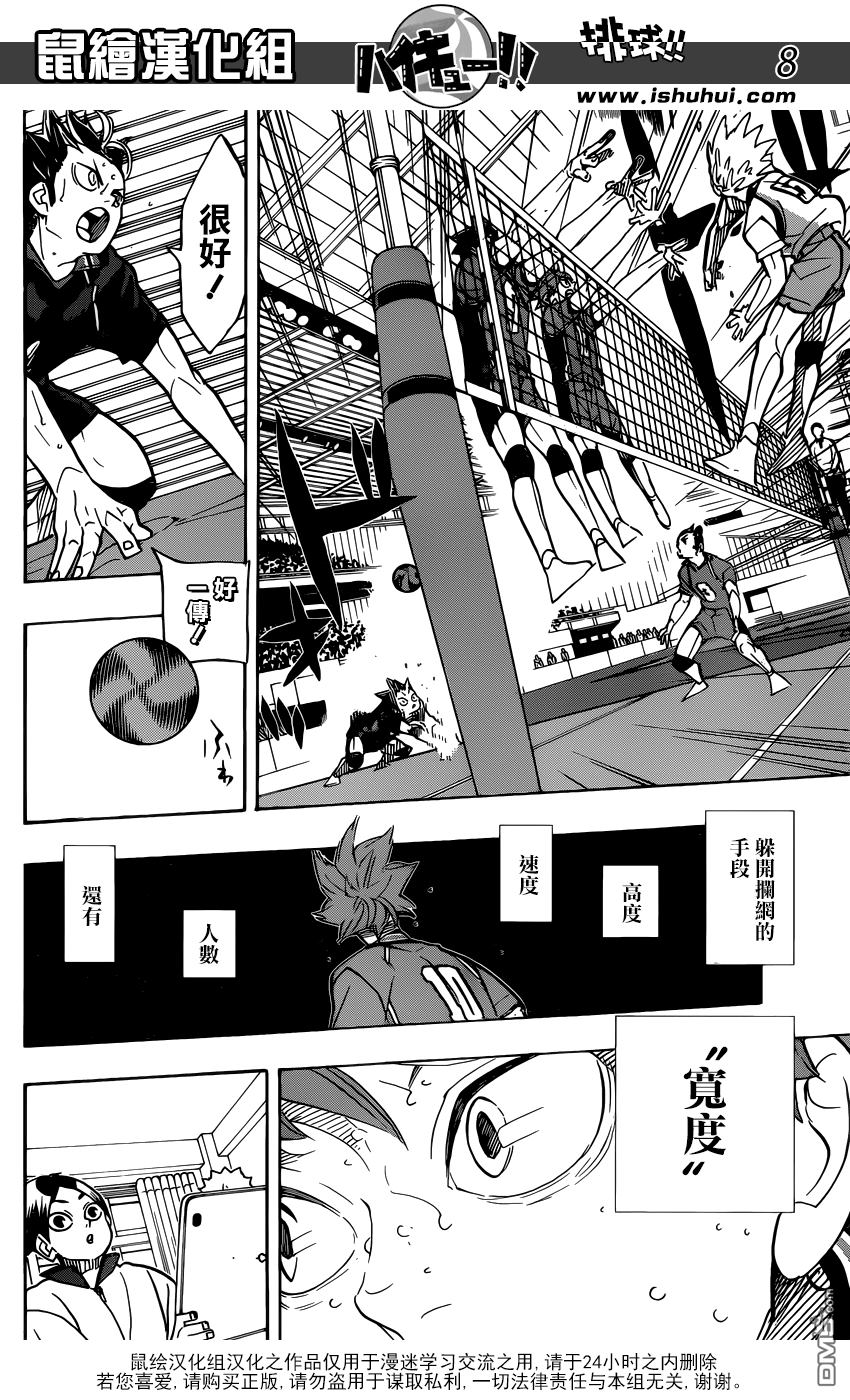 鼠繪漢化組
ハイキュー!!
排球!!
8
www.ishuhui.com
很好！
好一傳！
ふわ
躲開攔網的
手段
高度
速度
人數
還有
“寬度”
10
3
鼠绘汉化组汉化之作品仅用于漫迷学习交流之用, 请于24小时之内删除
若您喜爱, 请购买正版, 请勿盗用于谋取私利, 一切法律责任与本组无关, 谢谢。
DM5.com